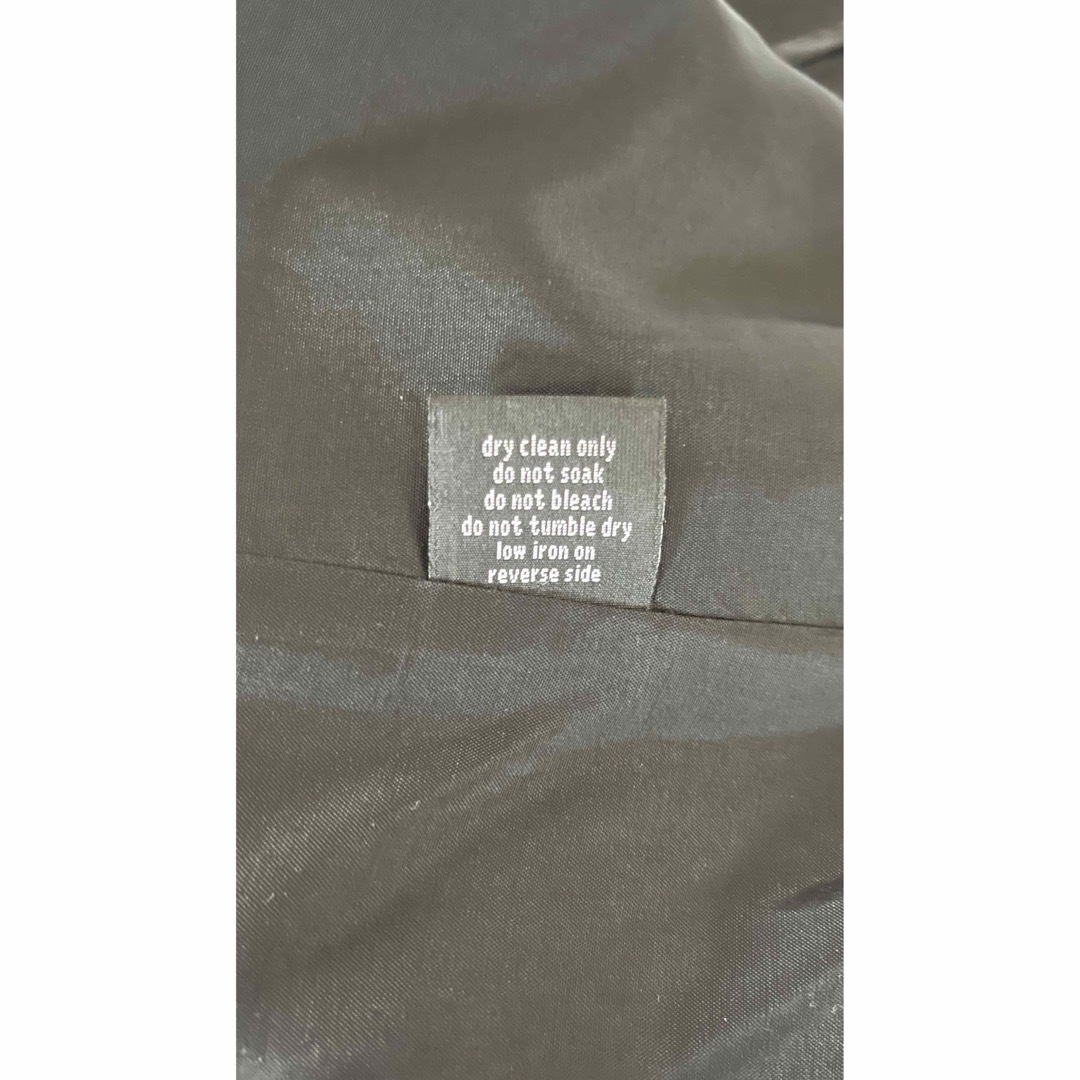 dry clean only
do not soak
do not bleach
do not tumble dry
low iron on
reverse side